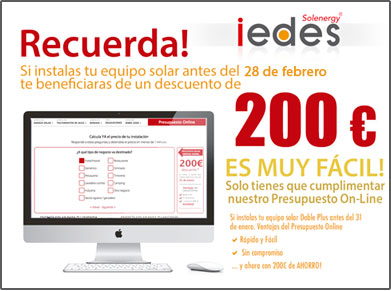 Solenergy®
iedes
Recuerda!
Si instalas tu equipo solar antes del 28 de febrero
te beneficiaras de un descuento de
200 €
ES MUY FÁCIL!
Solo tienes que cumplimentar
nuestro Presupuesto On-Line
Si instalas tu equipo solar Doble Plus antes del 31
de enero. Ventajas del Presupuesto Online
✓ Rápido y Fácil
✓ Sin compromiso
... y ahora con 200€ de AHORRO!
Presupuesto Online
Calcula YA el precio de tu instalación
200€